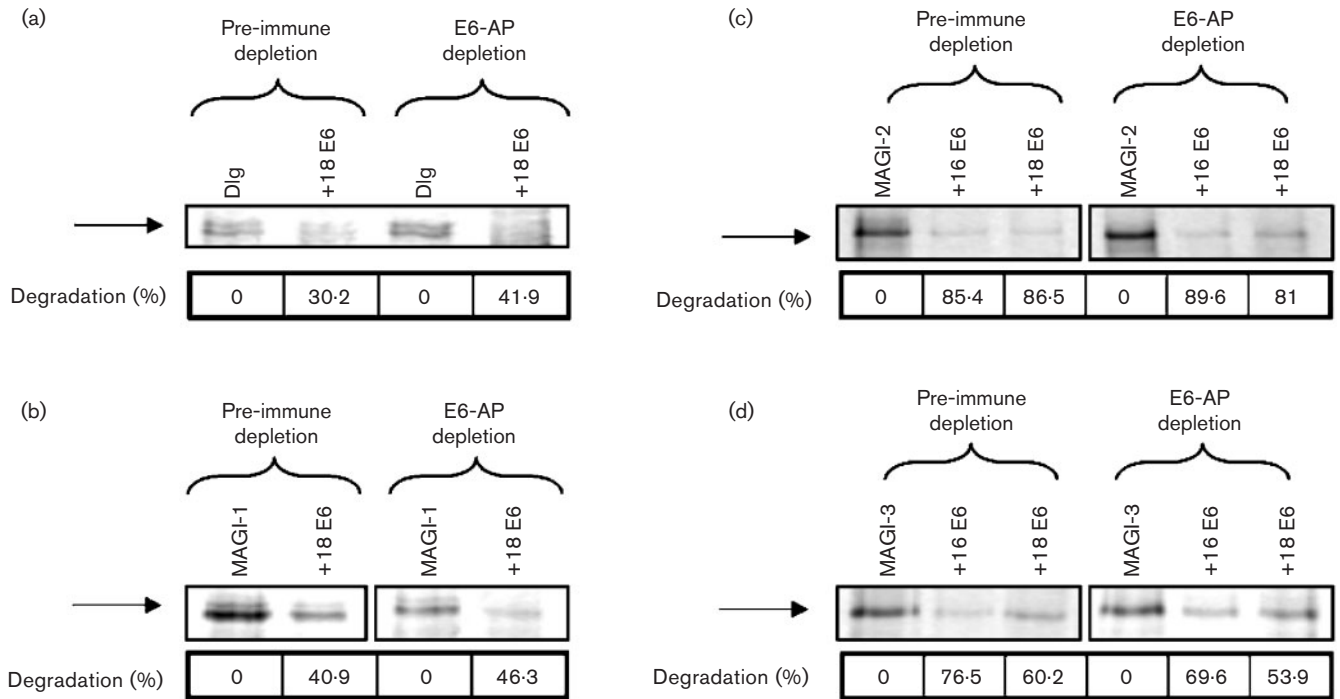 (a)
Pre-immune
depletion
E6-AP
depletion
Dlg
+18 E6
Dlg
+18 E6
Degradation (%)
0
30·2
0
41·9
(b)
Pre-immune
depletion
E6-AP
depletion
MAGI-1
+18 E6
MAGI-1
+18 E6
Degradation (%)
0
40·9
0
46·3
(c)
Pre-immune
depletion
E6-AP
depletion
MAGI-2
+16 E6
+18 E6
MAGI-2
+16 E6
+18 E6
Degradation (%)
0
85·4
86·5
0
89·6
81
(d)
Pre-immune
depletion
E6-AP
depletion
MAGI-3
+16 E6
+18 E6
MAGI-3
+16 E6
+18 E6
Degradation (%)
0
76·5
60·2
0
69·6
53·9